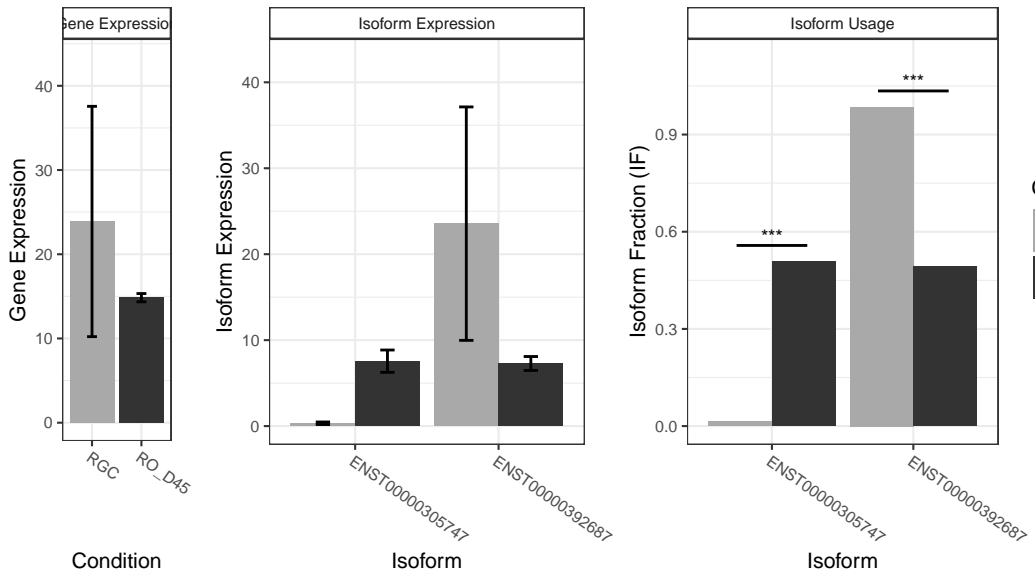 Gene Expression
Isoform Expression
Isoform Usage
Gene Expression
40
30
20
10
0
RGC
RO_D45
Condition
Isoform Expression
40
30
20
10
0
ENST00000305747
ENST00000392687
Isoform
Isoform Fraction (IF)
0.9
0.6
0.3
0.0
***
***
ENST00000305747
ENST00000392687
Isoform